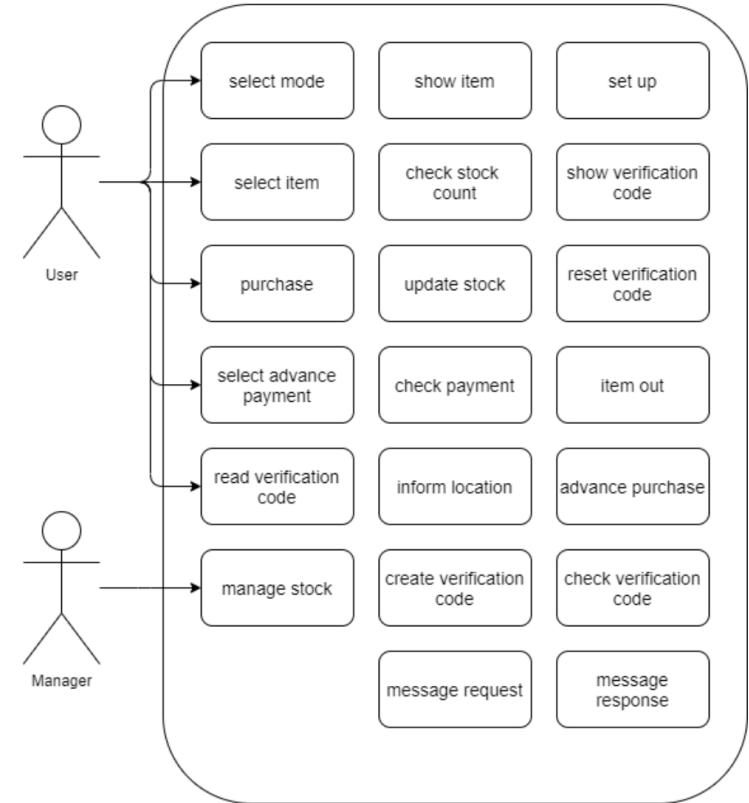 select mode
show item
set up
select item
check stock
count
show verification
code
User
purchase
update stock
reset verification
code
select advance
payment
check payment
item out
read verification
code
inform location
advance purchase
manage stock
create verification
code
check verification
code
Manager
message request
message
response